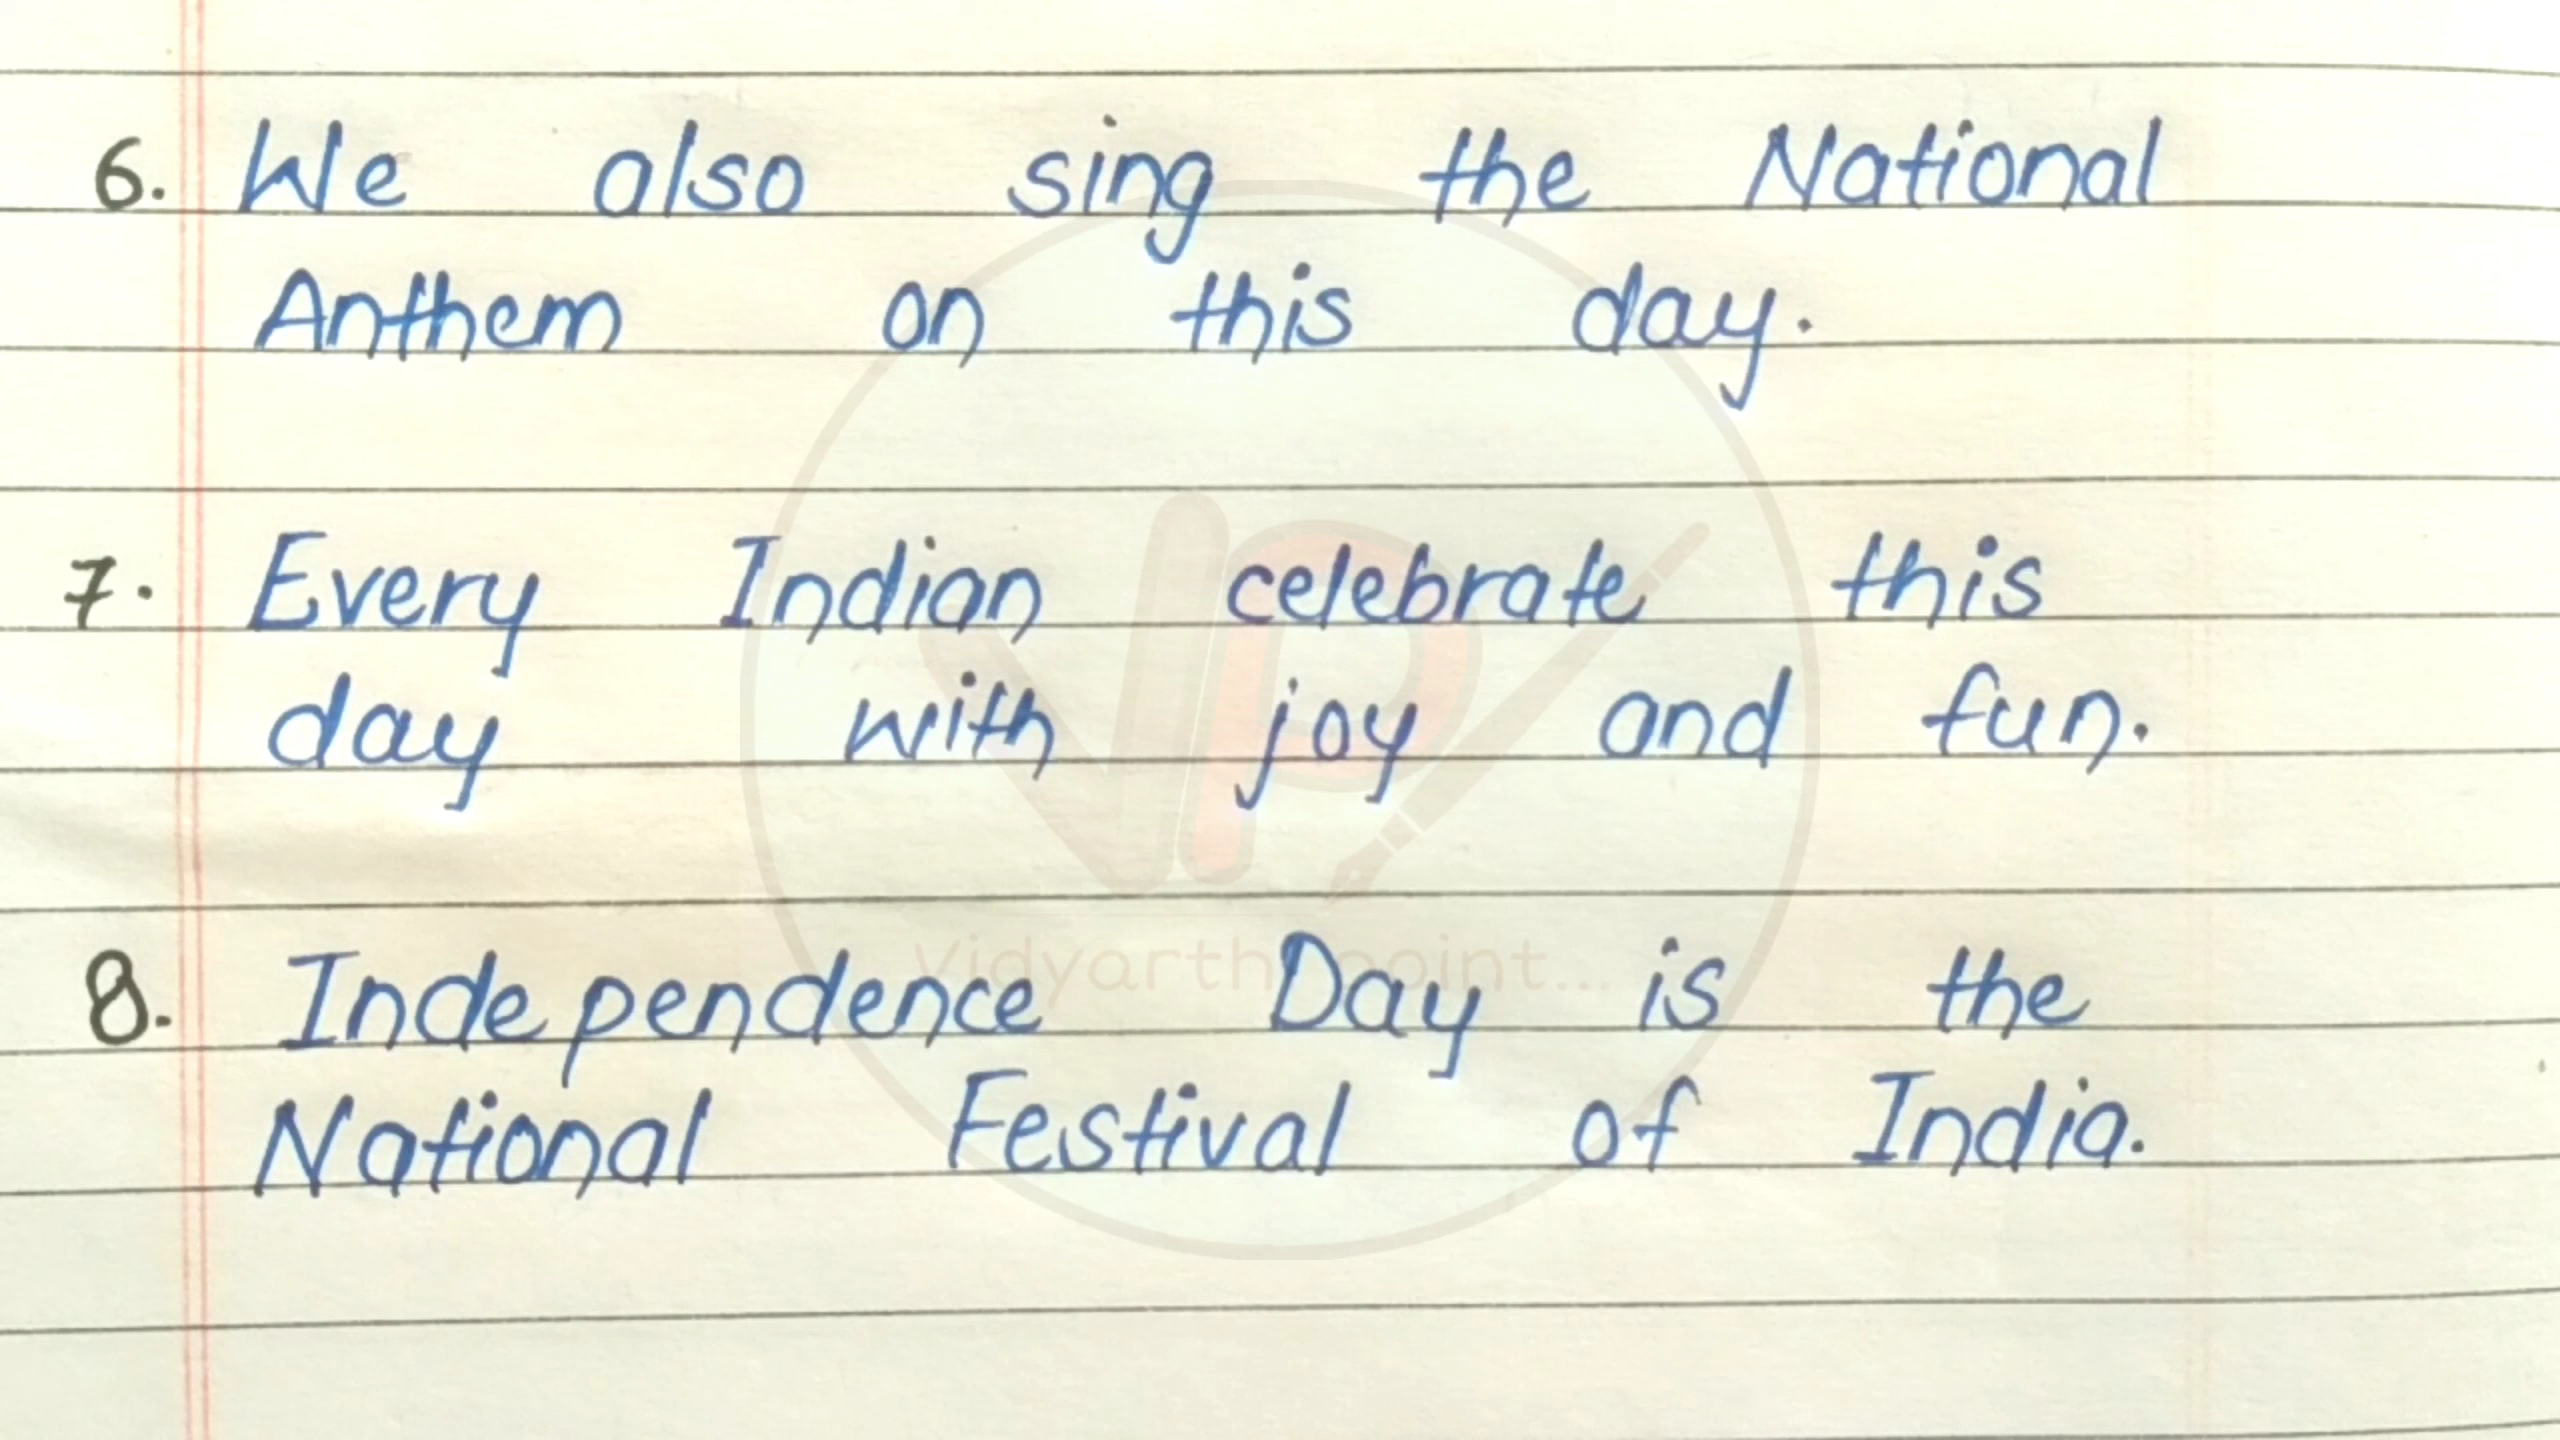 6. We also sing the National
Anthem on this day.
7. Every Indian celebrate this
day with joy and fun.
8. Independence Day is the
National Festival of India.